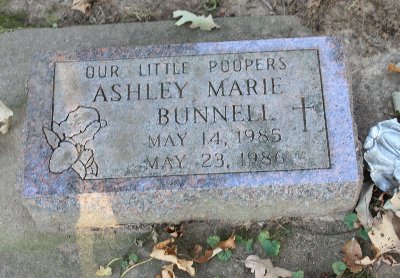 OUR LITTLE POOPERS
ASHLEY MARIE
BUNNELL
MAY 14, 1985
MAY 23, 1986